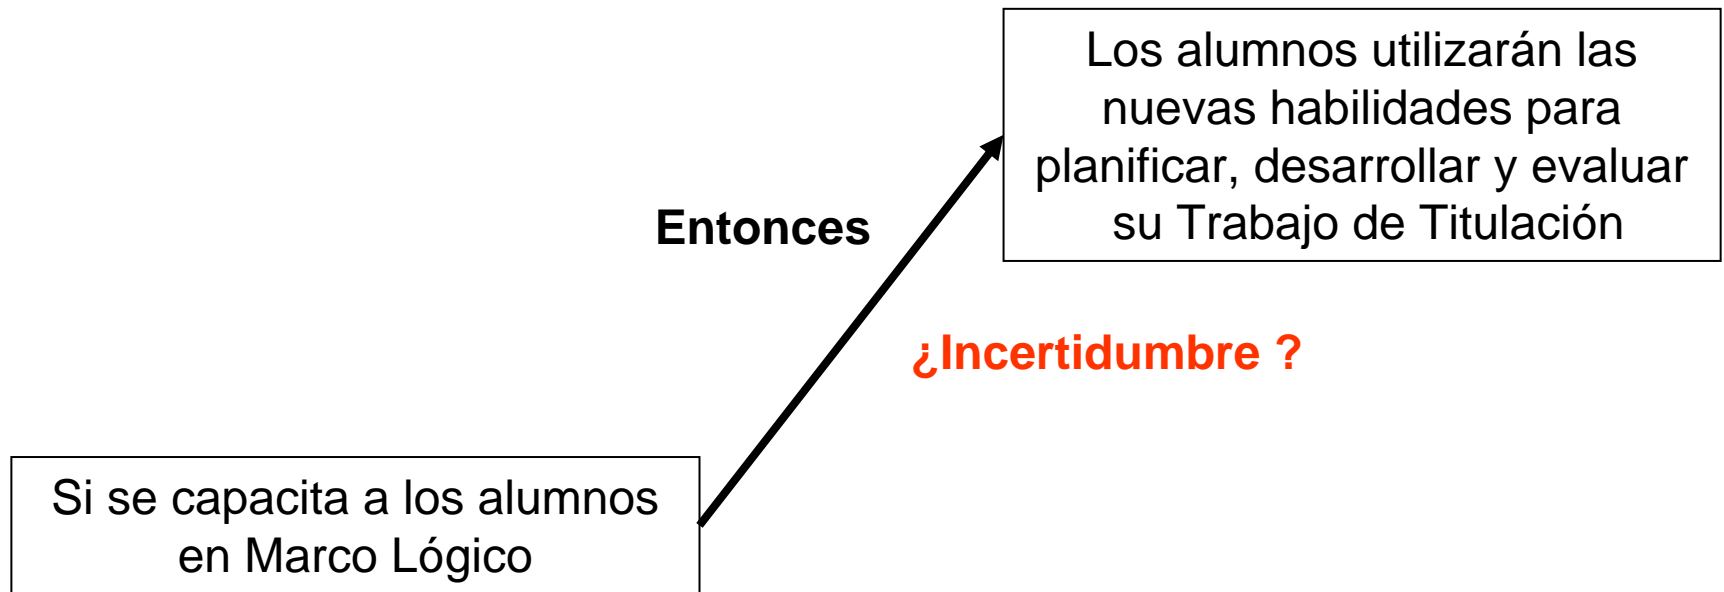 Los alumnos utilizarán las
nuevas habilidades para
planificar, desarrollar y evaluar
su Trabajo de Titulación
Entonces
¿Incertidumbre ?
Si se capacita a los alumnos
en Marco Lógico